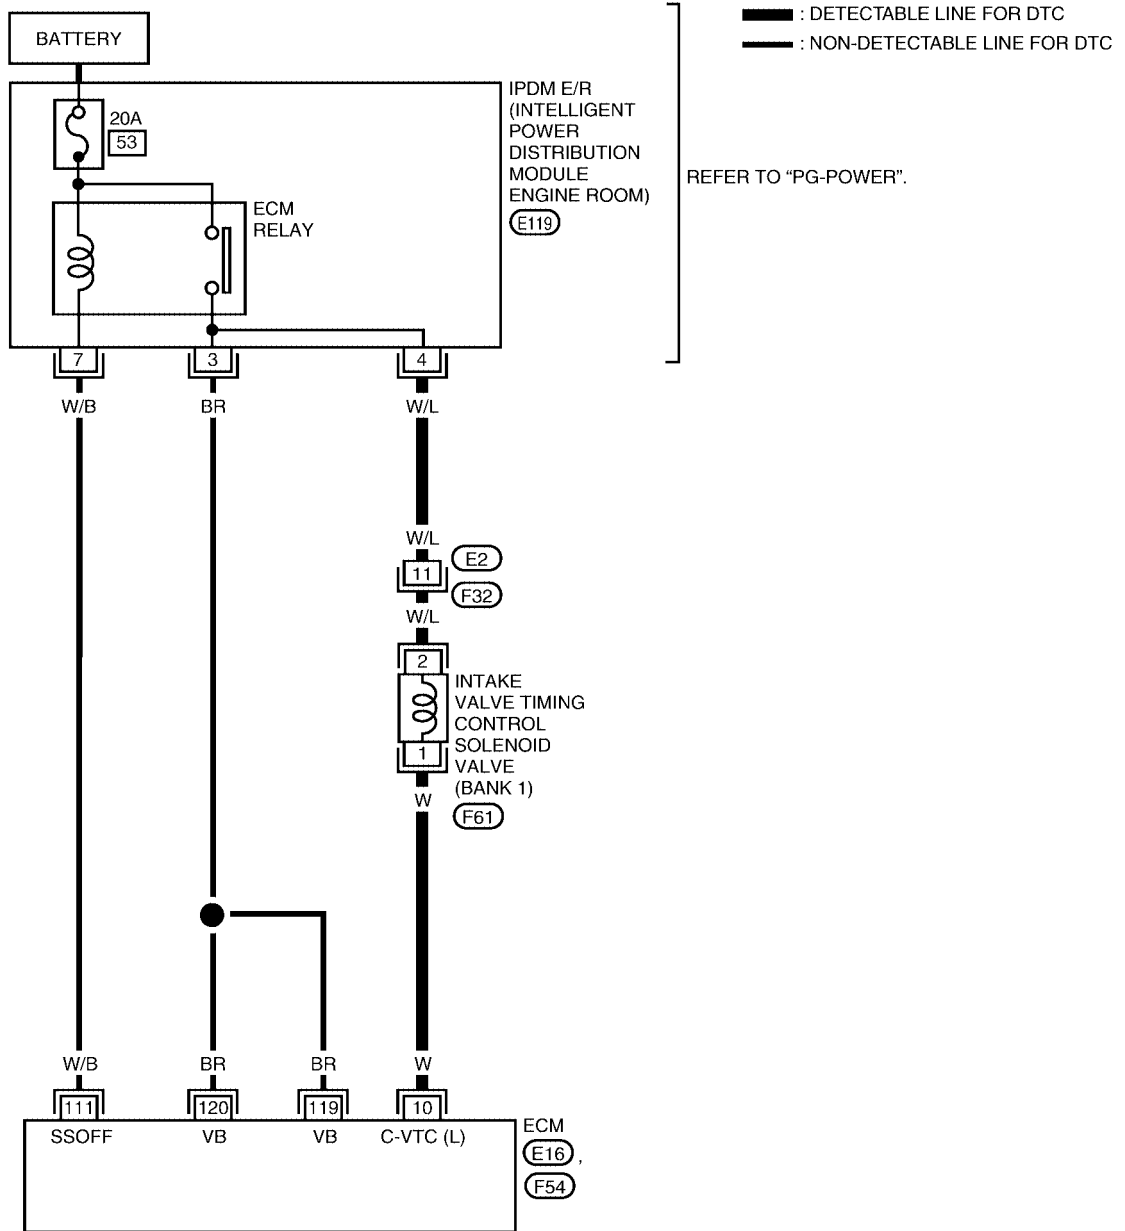 : DETECTABLE LINE FOR DTC
: NON-DETECTABLE LINE FOR DTC
BATTERY
20A
53
IPDM E/R
(INTELLIGENT
POWER
DISTRIBUTION
MODULE
ENGINE ROOM)
E119
REFER TO “PG-POWER”.
ECM
RELAY
7
3
4
W/B
BR
W/L
W/L
E2
11
F32
W/L
2
INTAKE
VALVE TIMING
CONTROL
SOLENOID
VALVE
(BANK 1)
1
W
F61
W/B
BR
BR
W
111
120
119
10
SSOFF
VB
VB
C-VTC (L)
ECM
E16 ,
F54